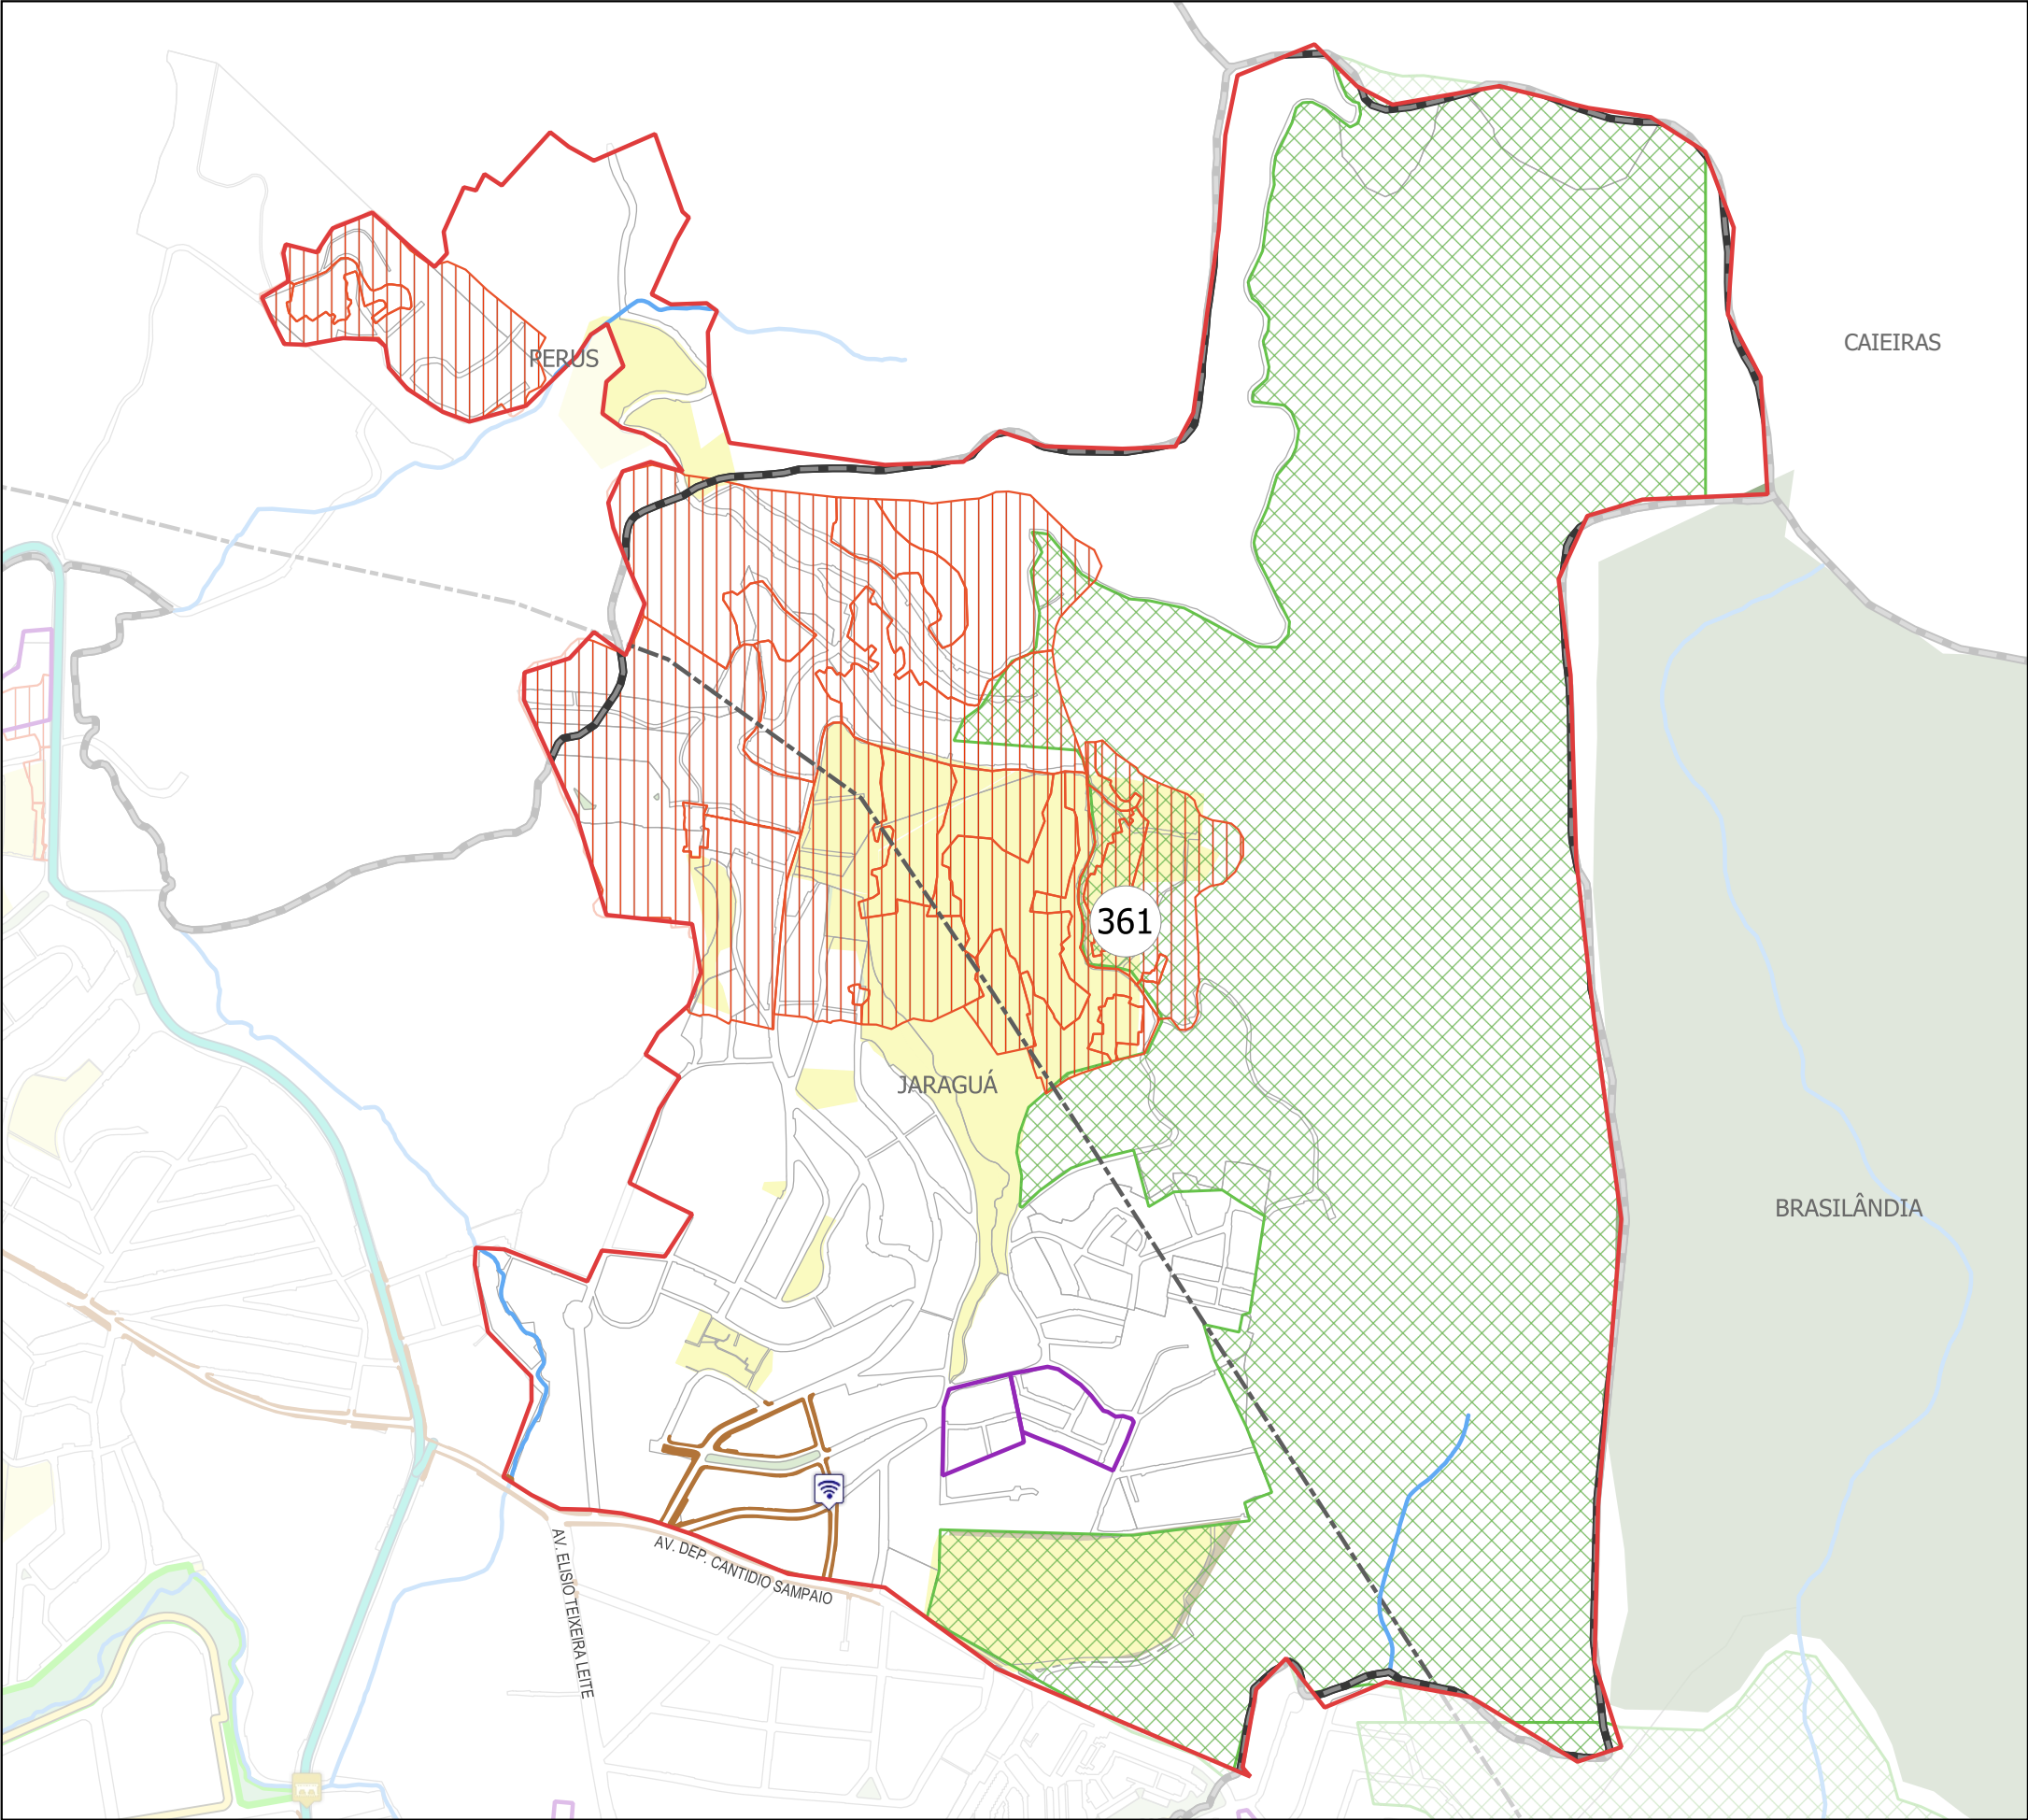 CAIEIRAS
PERUS
361
JARAGUÁ
BRASILÂNDIA
AV. DEP. CANTIDIO SAMPAIO
AV. ELISIO TEIXEIRA LEITE